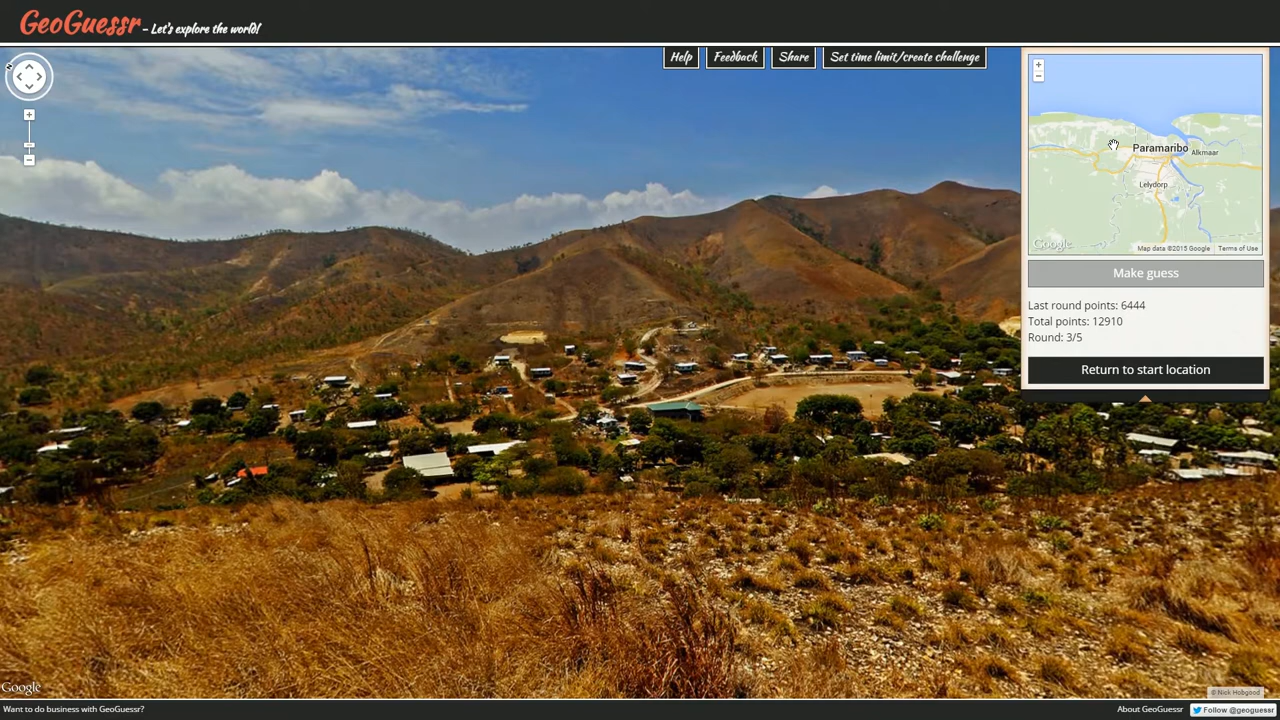 GeoGuessr – Let's explore the world!
Help
Feedback
Share
Set time limit/create challenge
+
−
+
−
Paramaribo
Alkmaar
Lelydorp
Google
Map data ©2015 Google
Terms of Use
Make guess
Last round points: 6444
Total points: 12910
Round: 3/5
Return to start location
Google
© Nick Hobgood
Want to do business with GeoGuessr?
About GeoGuessr
Follow @geoguessr